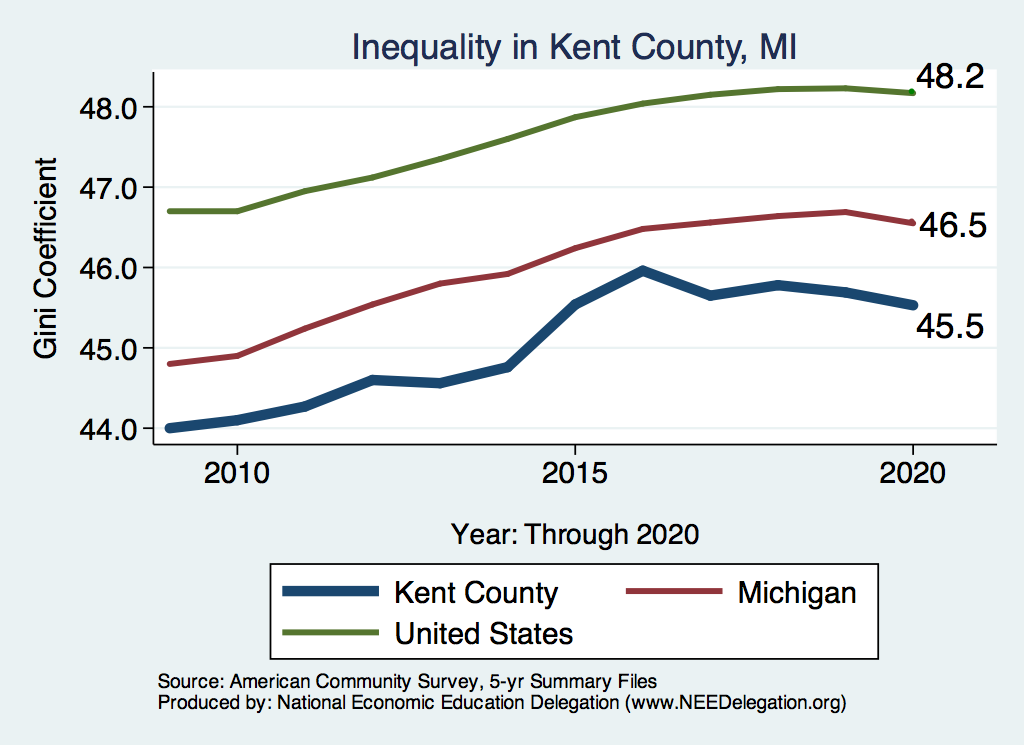 Inequality in Kent County, MI
48.2
48.0
47.0
46.5
46.0
45.5
45.0
44.0
Gini Coefficient
2010 2015 2020
Year: Through 2020
Kent County Michigan
United States
Source: American Community Survey, 5-yr Summary Files
Produced by: National Economic Education Delegation (www.NEEDelegation.org)